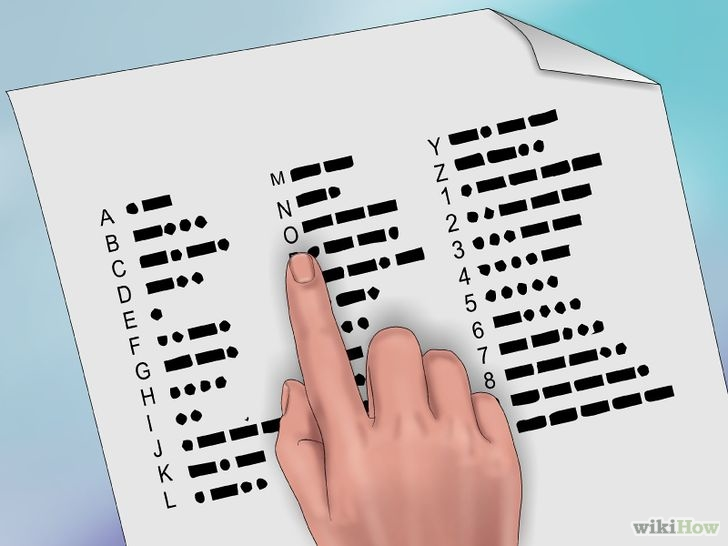 A •—
B —•••
C —•—•
D —••
E •
F ••—•
G ——•
H ••••
I ••
J •———
K —•—
L •—••
M ——
N —•
O ———
•——•
——•—
Y —•——
Z ——••
1 •————
2 ••———
3 •••——
4 ••••—
5 •••••
6 —••••
7 ——•••
8 ———••
————•
—————
wikiHow